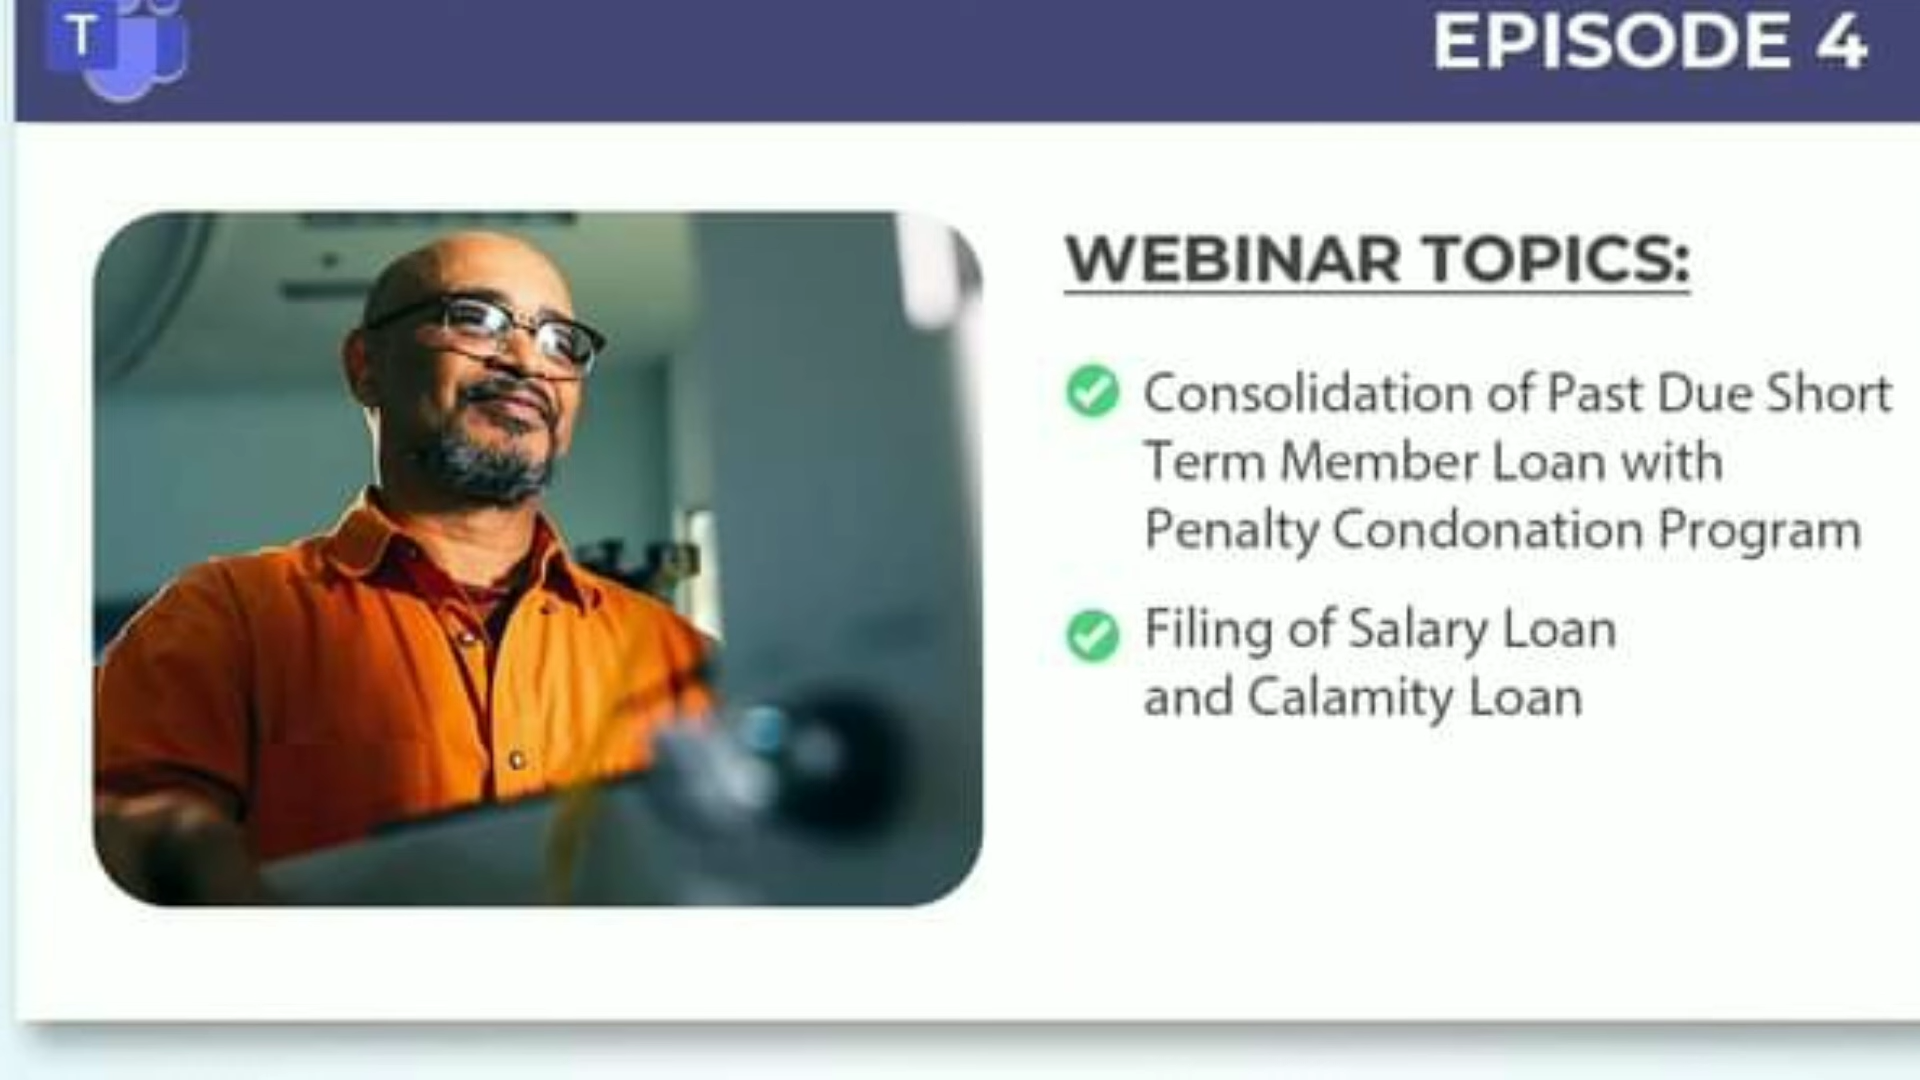 T
EPISODE 4
WEBINAR TOPICS:
Consolidation of Past Due Short
Term Member Loan with
Penalty Condonation Program
Filing of Salary Loan
and Calamity Loan